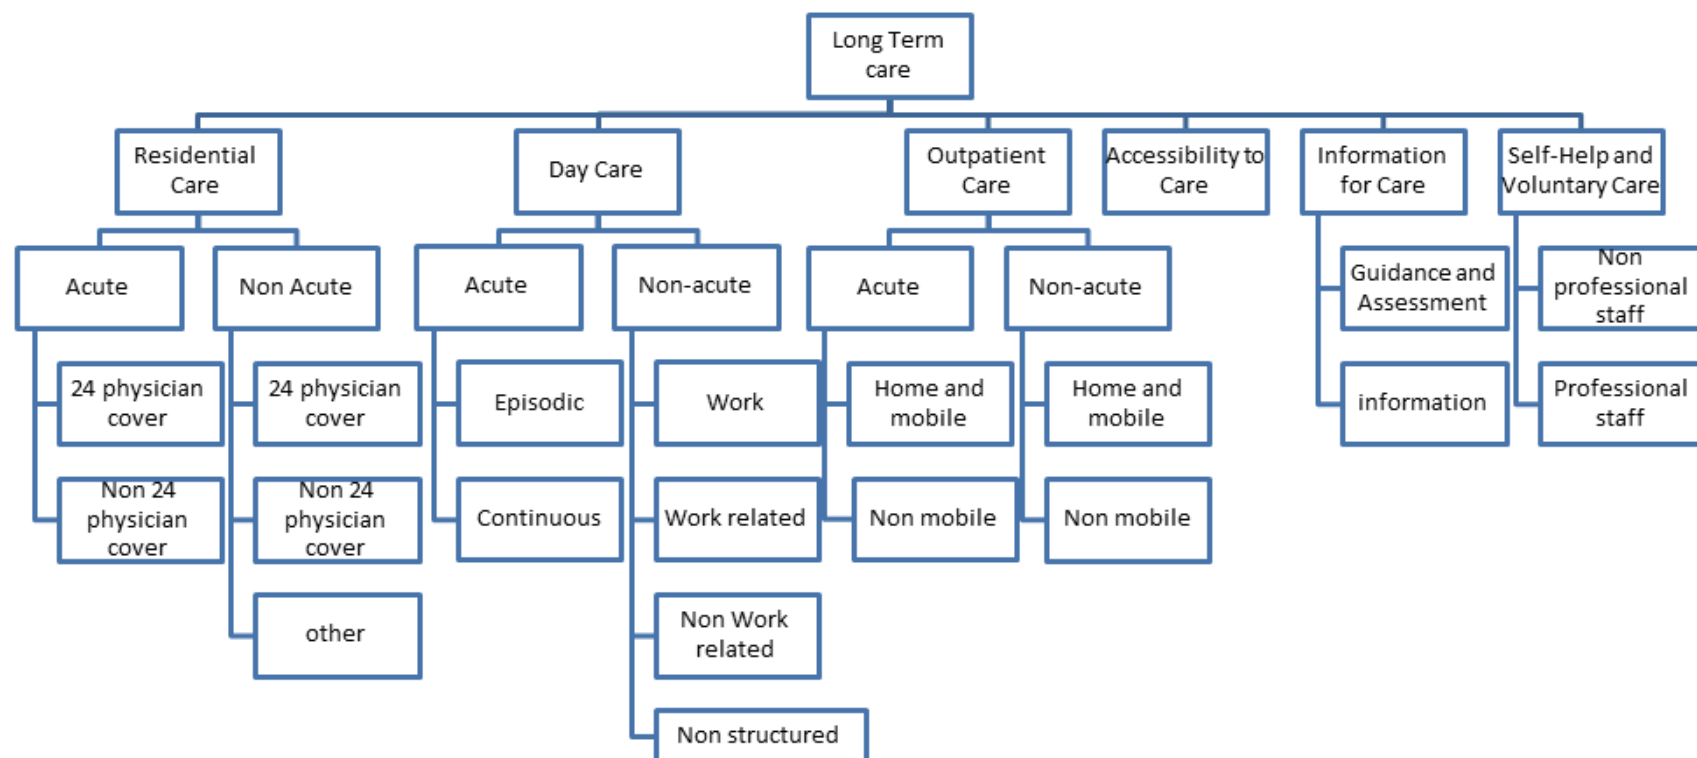 Long Term
care
Residential
Care
Day Care
Outpatient
Care
Accessibility to
Care
Information
for Care
Self-Help and
Voluntary Care
Acute
Non Acute
Acute
Non-acute
Acute
Non-acute
Guidance and
Assessment
Non
professional
staff
24 physician
cover
24 physician
cover
Episodic
Work
Home and
mobile
Home and
mobile
information
Professional
staff
Non 24
physician
cover
Non 24
physician
cover
Continuous
Work related
Non mobile
Non mobile
other
Non Work
related
Non structured